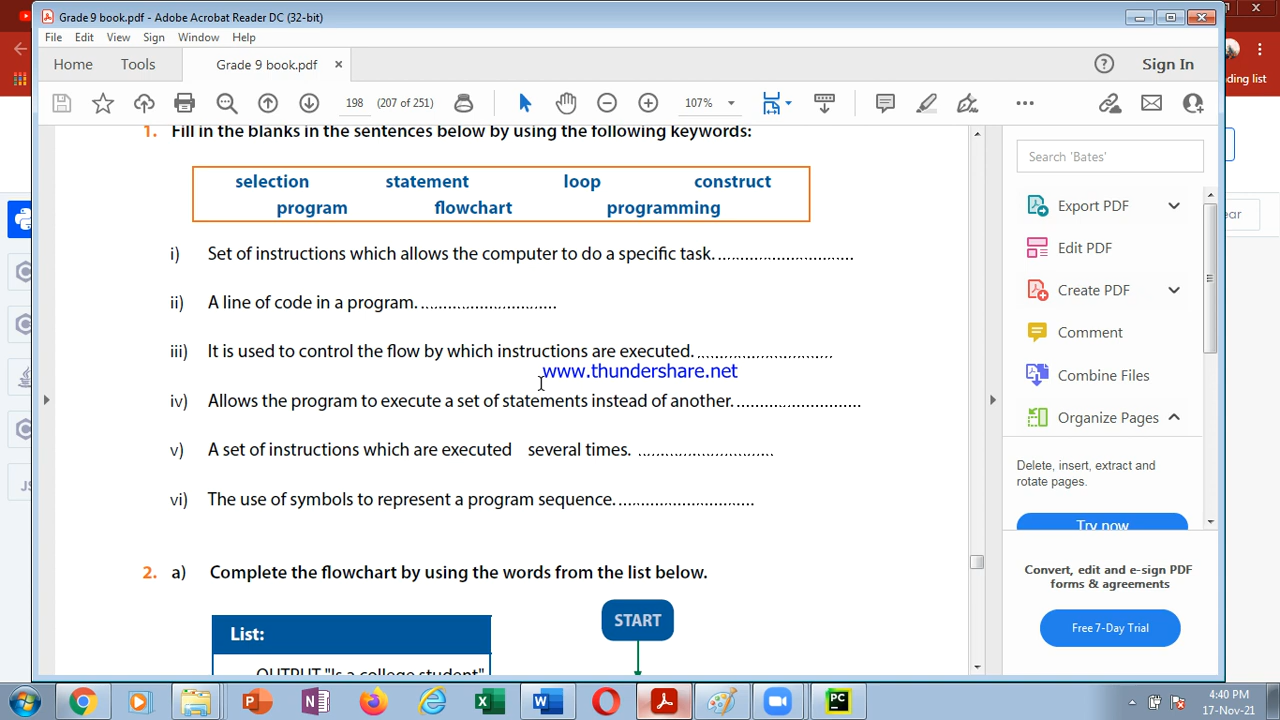 Grade 9 book.pdf - Adobe Acrobat Reader DC (32-bit)
File Edit View Sign Window Help
Home Tools Grade 9 book.pdf × Sign In
198 (207 of 251) 107%
1. Fill in the blanks in the sentences below by using the following keywords:
selection statement loop construct
program flowchart programming
i) Set of instructions which allows the computer to do a specific task..............................
ii) A line of code in a program..............................
iii) It is used to control the flow by which instructions are executed. ..............................
www.thundershare.net
iv) Allows the program to execute a set of statements instead of another..............................
v) A set of instructions which are executed several times. ..............................
vi) The use of symbols to represent a program sequence..............................
2. a) Complete the flowchart by using the words from the list below.
List:
OUTPUT "Is a college student"
START
Search 'Bates'
Export PDF
Edit PDF
Create PDF
Comment
Combine Files
Organize Pages
Delete, insert, extract and
rotate pages.
Try now
Convert, edit and e-sign PDF
forms & agreements
Free 7-Day Trial
ding list
ear
4:40 PM
17-Nov-21